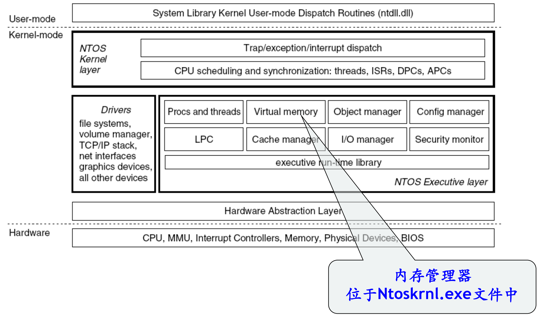 System Library Kernel User-mode Dispatch Routines (ntdll.dll)
User-mode
Kernel-mode
NTOS
Kernel
layer
Trap/exception/interrupt dispatch
CPU scheduling and synchronization: threads, ISRs, DPCs, APCs
Drivers
file systems,
volume manager,
TCP/IP stack,
net interfaces
graphics devices,
all other devices
Procs and threads
Virtual memory
Object manager
Config manager
LPC
Cache manager
I/O manager
Security monitor
executive run-time library
NTOS Executive layer
Hardware Abstraction Layer
Hardware
CPU, MMU, Interrupt Controllers, Memory, Physical Devices, BIOS
内存管理器
位于Ntoskrnl.exe文件中